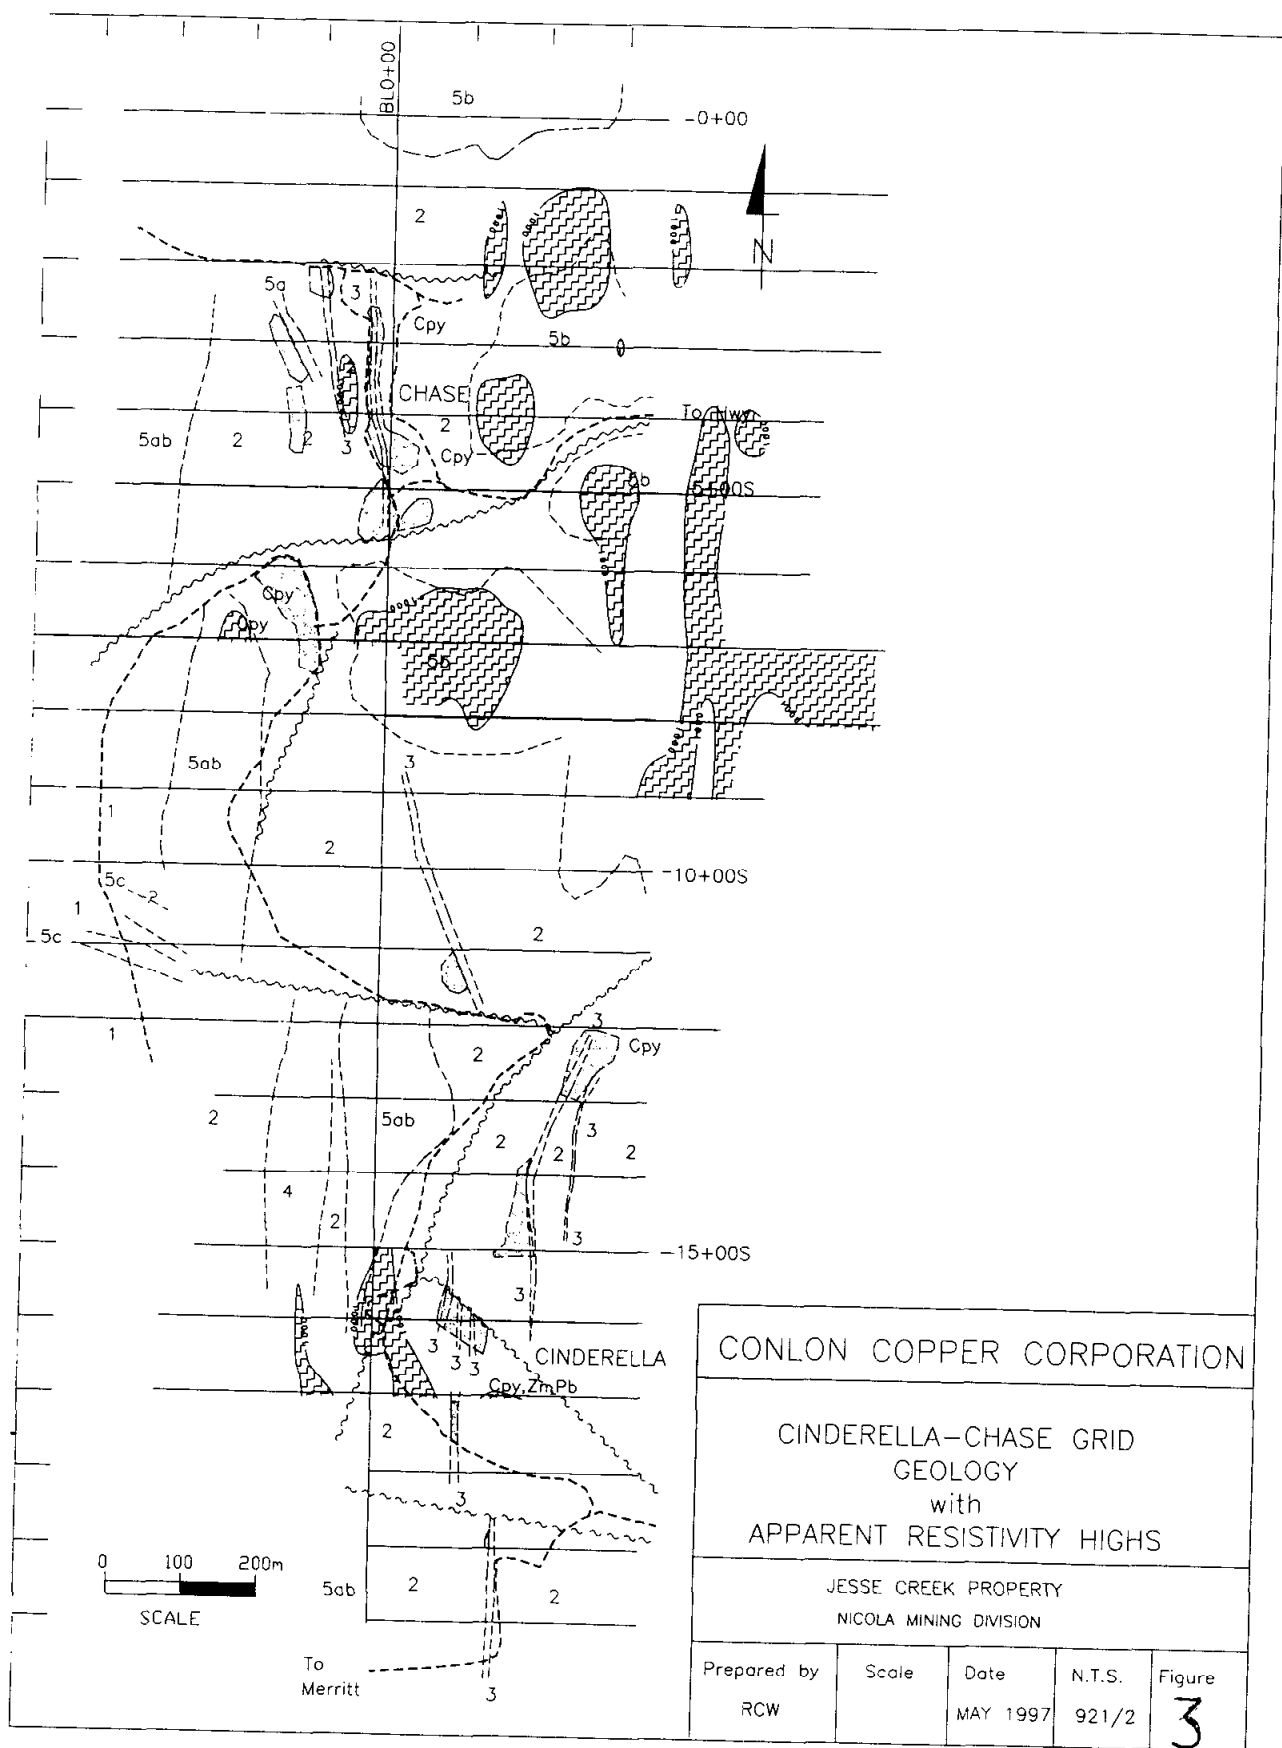 BL0+00
5b
-0+00
2
N
5a
3
Cpy
5b
CHASE
2
To Hwy
5ab
2
2
3
Cpy
5b
5+00S
Cpy
Cpy
5b
5ab
3
1
2
-10+00S
5c
2
1
5c
2
1
3
2
Cpy
2
5ab
3
2
2
2
4
2
3
-15+00S
3
3
3
3
CINDERELLA
Cpy,ZnPb
2
3
0 100 200m
SCALE
5ab
2
2
To
Merritt
3
CONLON COPPER CORPORATION
CINDERELLA-CHASE GRID
GEOLOGY
with
APPARENT RESISTIVITY HIGHS
JESSE CREEK PROPERTY
NICOLA MINING DIVISION
Prepared by Scale Date N.T.S. Figure
RCW MAY 1997 921/2 3